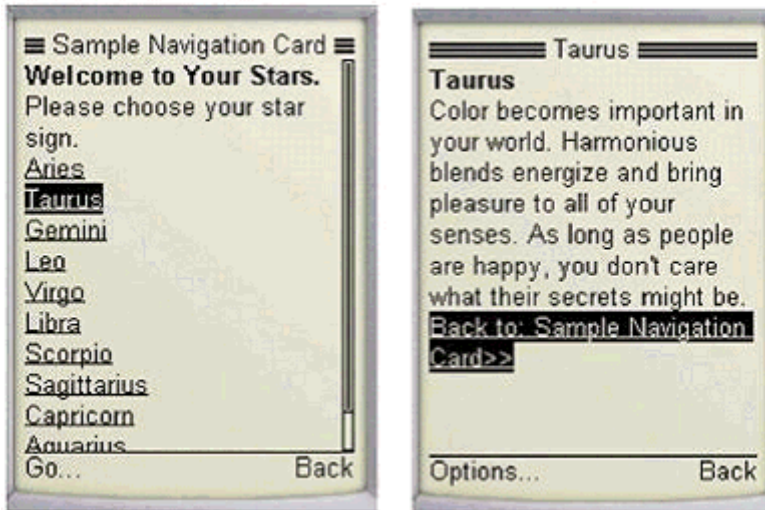 Sample Navigation Card
Welcome to Your Stars.
Please choose your star
sign.
Aries
Taurus
Gemini
Leo
Virgo
Libra
Scorpio
Sagittarius
Capricorn
Aquarius
Go... Back
Taurus
Taurus
Color becomes important in
your world. Harmonious
blends energize and bring
pleasure to all of your
senses. As long as people
are happy, you don't care
what their secrets might be.
Back to: Sample Navigation
Card>>
Options... Back